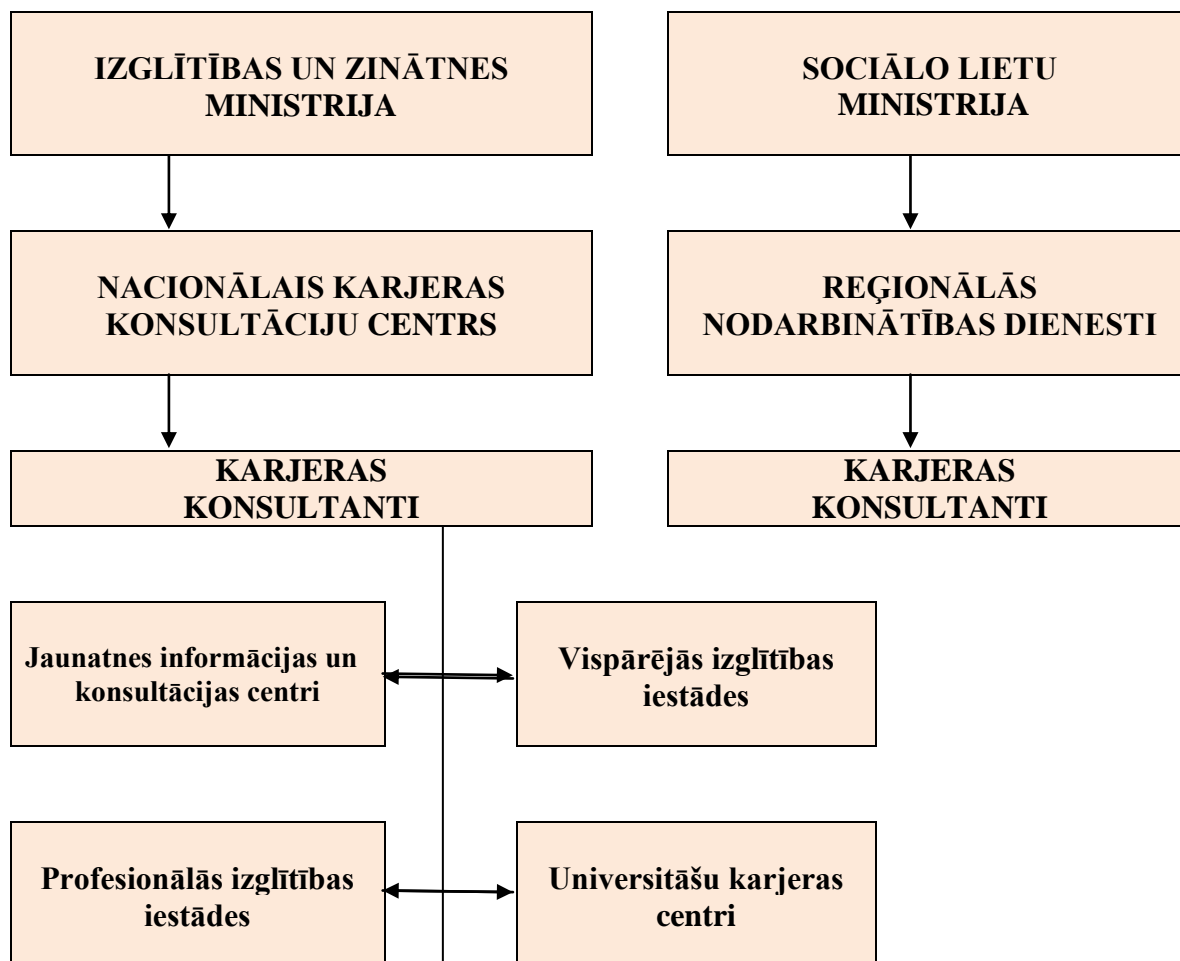 IZGLĪTĪBAS UN ZINĀTNES
MINISTRIJA
SOCIĀLO LIETU
MINISTRIJA
NACIONĀLAIS KARJERAS
KONSULTĀCIJU CENTRS
REĢIONĀLĀS
NODARBINĀTĪBAS DIENESTI
KARJERAS
KONSULTANTI
KARJERAS
KONSULTANTI
Jaunatnes informācijas un
konsultācijas centri
Vispārējās izglītības
iestādes
Profesionālās izglītības
iestādes
Universitāšu karjeras
centri